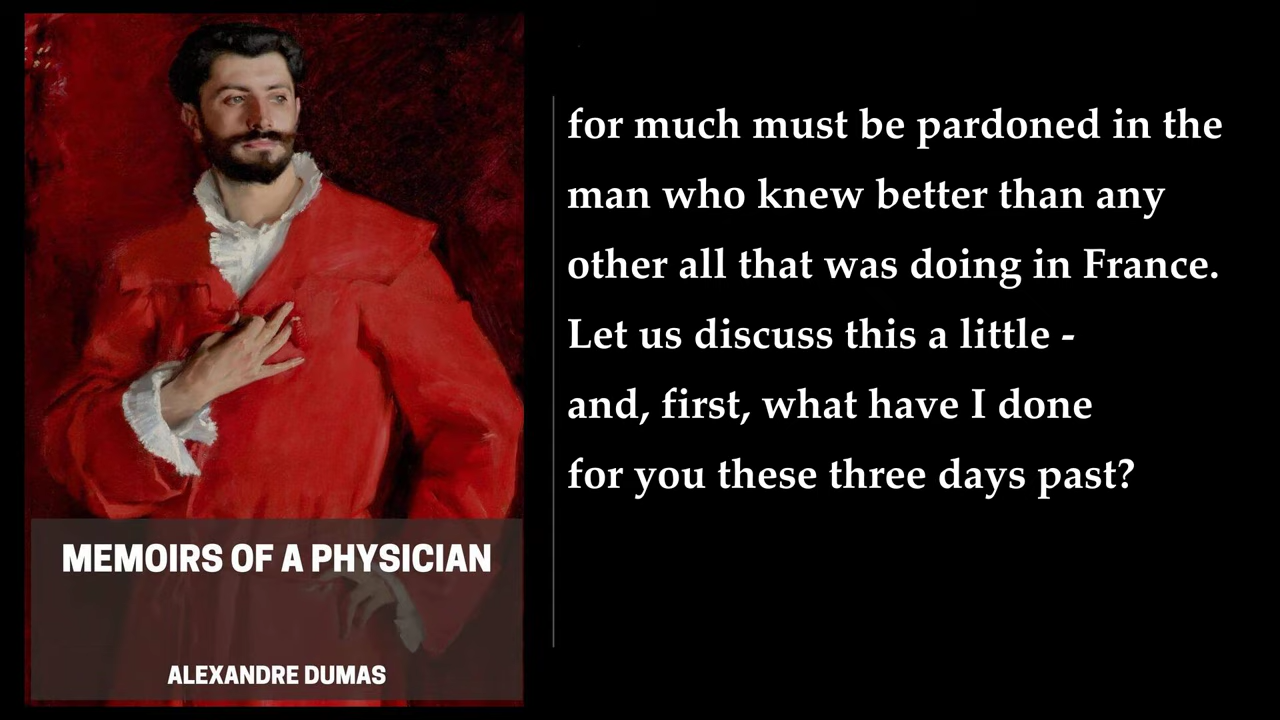 for much must be pardoned in the
man who knew better than any
other all that was doing in France.
Let us discuss this a little -
and, first, what have I done
for you these three days past?
MEMOIRS OF A PHYSICIAN
ALEXANDRE DUMAS